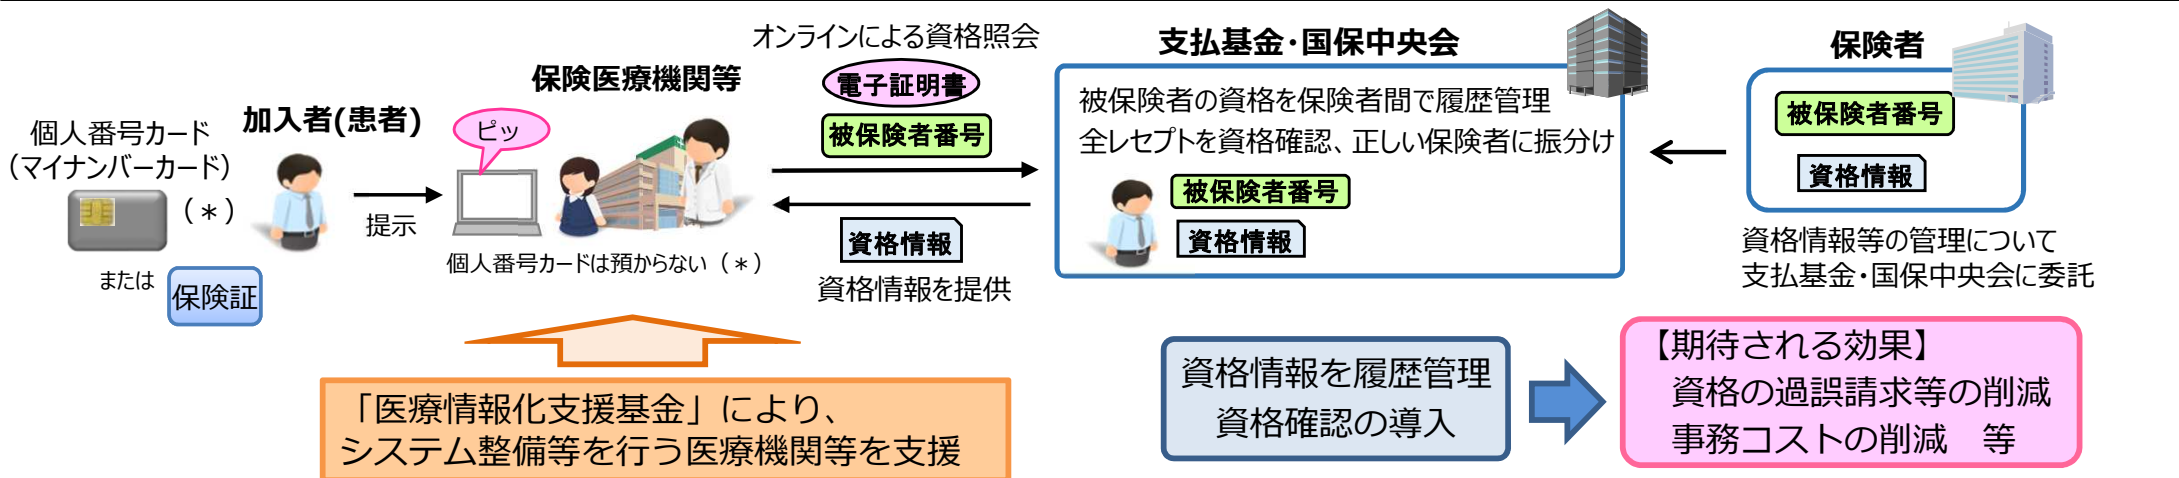 個人番号カード
（マイナンバーカード）
（＊）
または
保険証
加入者(患者)
提示
保険医療機関等
ピッ
個人番号カードは預からない（＊）
オンラインによる資格照会
電子証明書
被保険者番号
資格情報
資格情報を提供
支払基金･国保中央会
被保険者の資格を保険者間で履歴管理
全レセプトを資格確認、正しい保険者に振分け
被保険者番号
資格情報
保険者
被保険者番号
資格情報
資格情報等の管理について
支払基金･国保中央会に委託
「医療情報化支援基金」により、
システム整備等を行う医療機関等を支援
資格情報を履歴管理
資格確認の導入
【期待される効果】
資格の過誤請求等の削減
事務コストの削減　等